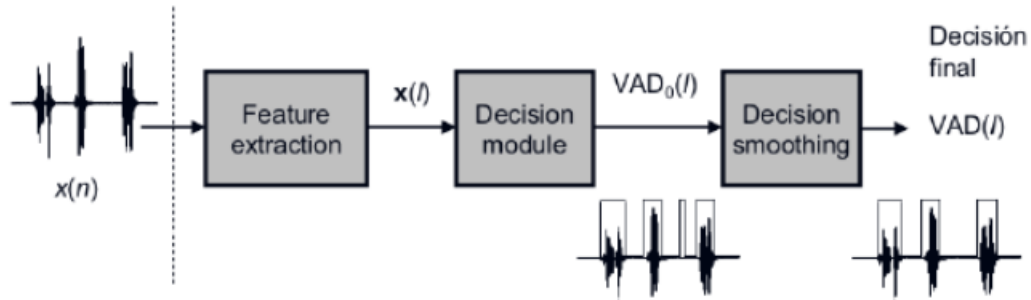 x(n)
Feature
extraction
x(l)
Decision
module
VAD₀(l)
Decision
smoothing
Decisión
final
VAD(l)